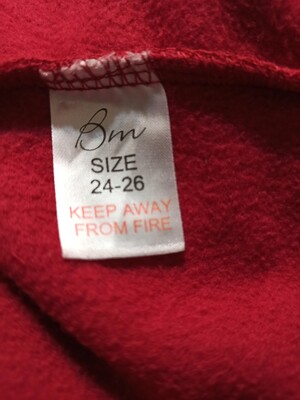 Bm
SIZE
24-26
KEEP AWAY
FROM FIRE